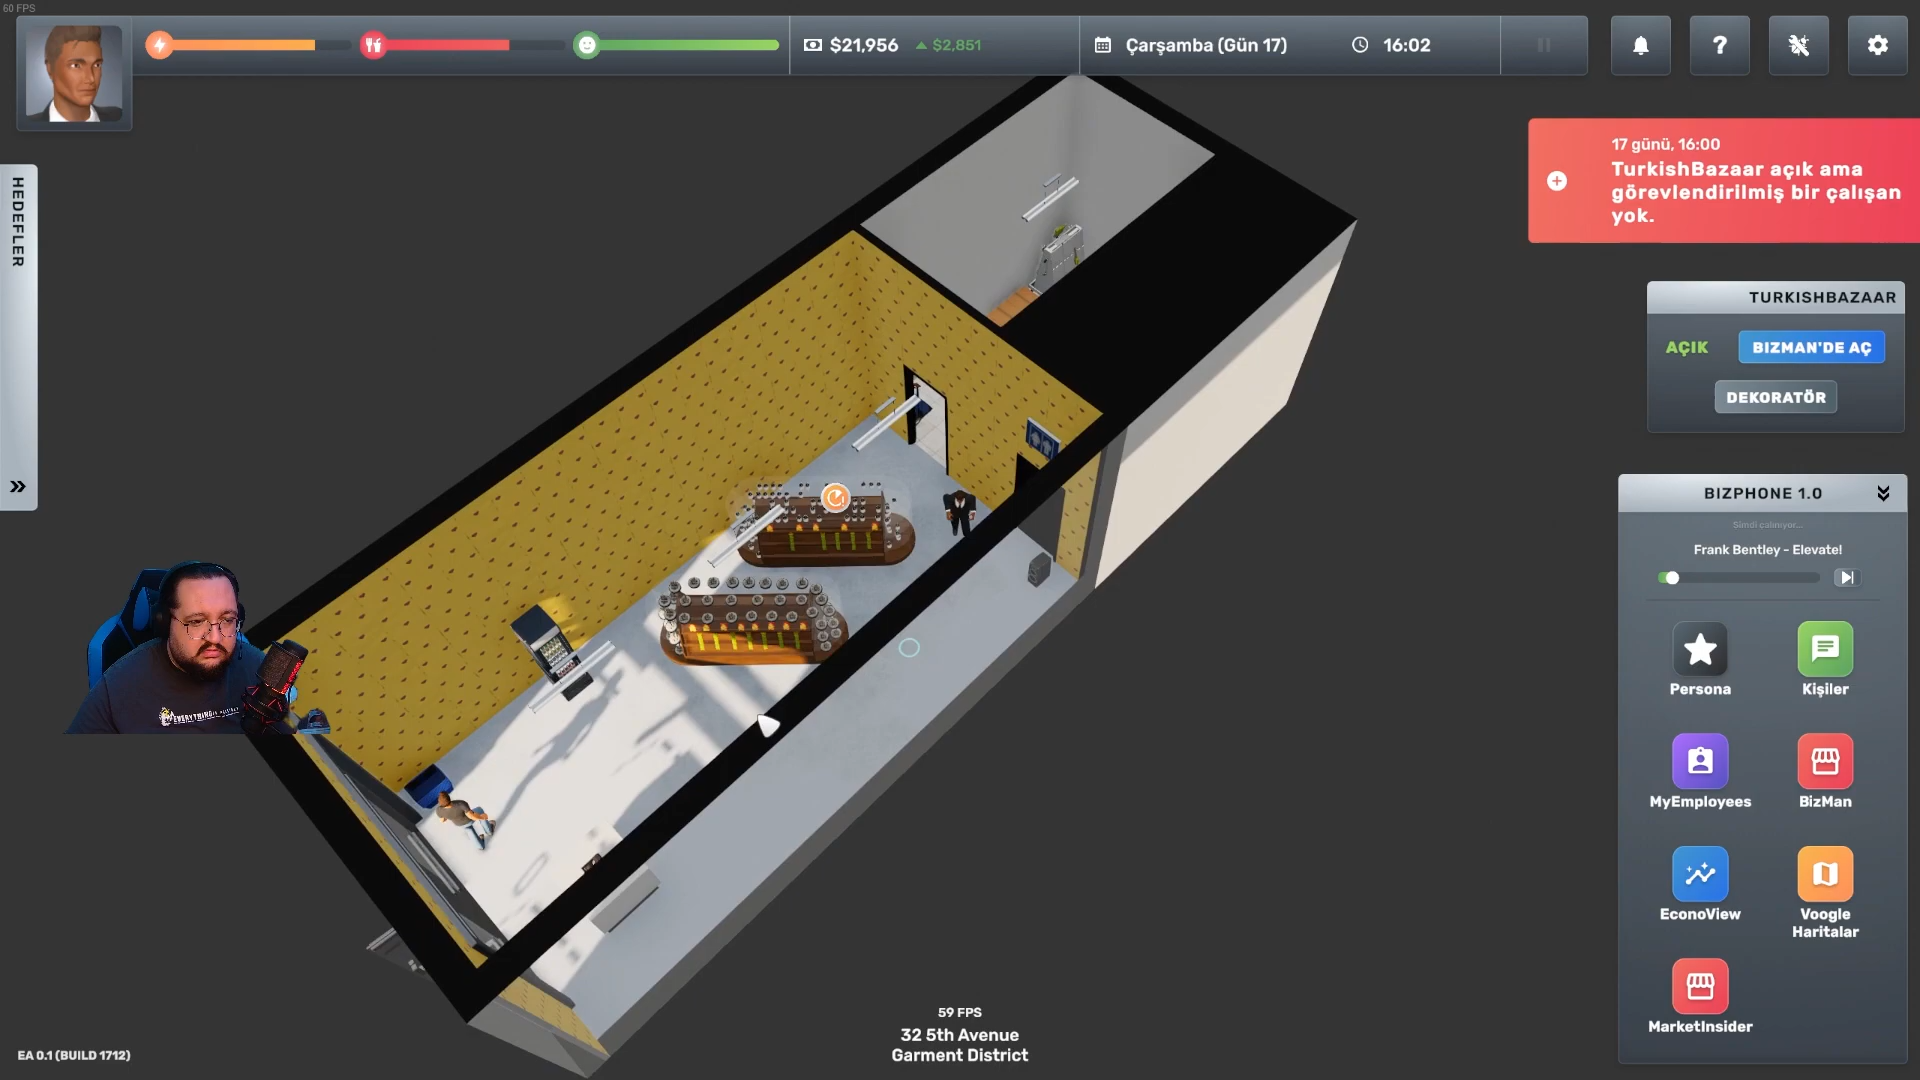 60 FPS
$21,956
$2,851
Çarşamba (Gün 17)
16:02
?
HEDEFLER
17 günü, 16:00
TurkishBazaar açık ama
görevlendirilmiş bir çalışan
yok.
TURKISHBAZAAR
AÇIK
BIZMAN'DE AÇ
DEKORATÖR
BIZPHONE 1.0
Şimdi çalınıyor...
Frank Bentley - Elevate!
Persona
Kişiler
MyEmployees
BizMan
EconoView
Voogle
Haritalar
MarketInsider
59 FPS
32 5th Avenue
Garment District
EA 0.1 (BUILD 1712)